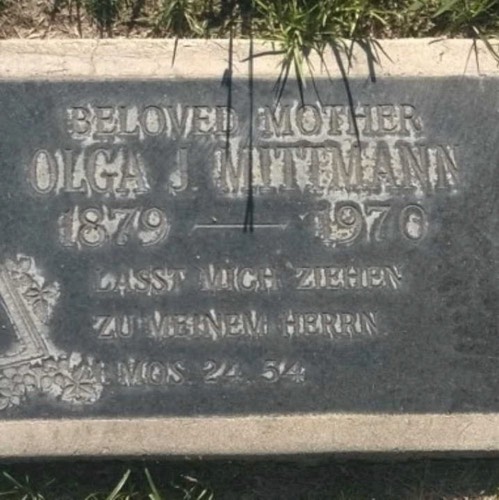 BELOVED MOTHER
OLGA J. MITTMANN
1879 — 1970
LASST MICH ZIEHEN
ZU MEINEM HERRN
1 MOS. 24, 54